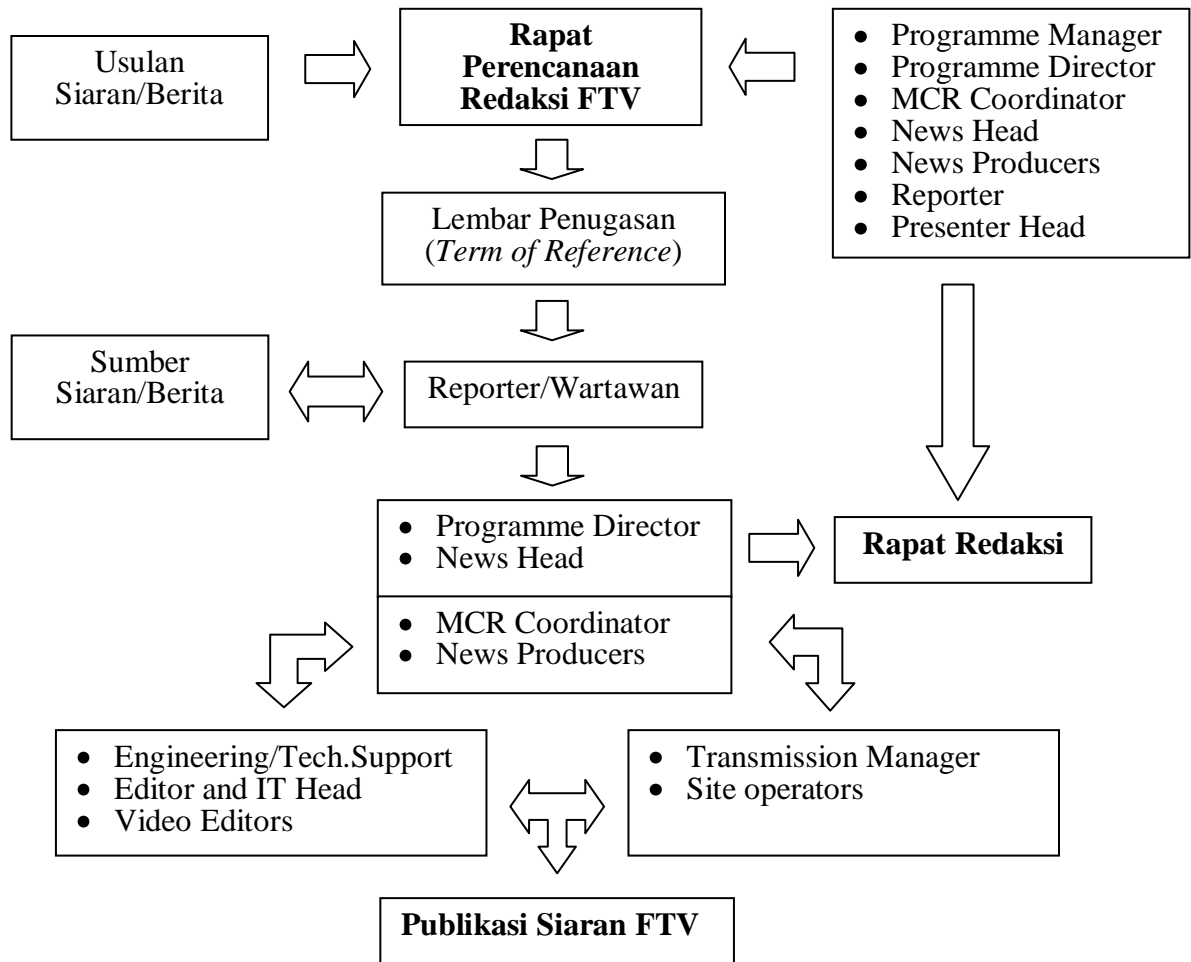 Usulan
Siaran/Berita
Rapat
Perencanaan
Redaksi FTV
• Programme Manager
• Programme Director
• MCR Coordinator
• News Head
• News Producers
• Reporter
• Presenter Head
Lembar Penugasan
(Term of Reference)
Sumber
Siaran/Berita
Reporter/Wartawan
• Programme Director
• News Head
Rapat Redaksi
• MCR Coordinator
• News Producers
• Engineering/Tech.Support
• Editor and IT Head
• Video Editors
• Transmission Manager
• Site operators
Publikasi Siaran FTV